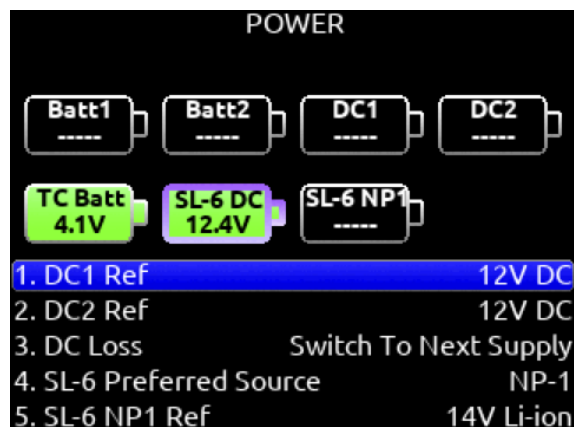 POWER
Batt1 Batt2 DC1 DC2
----- ----- ----- -----
TC Batt SL-6 DC SL-6 NP1
4.1V 12.4V -----
1. DC1 Ref 12V DC
2. DC2 Ref 12V DC
3. DC Loss Switch To Next Supply
4. SL-6 Preferred Source NP-1
5. SL-6 NP1 Ref 14V Li-ion